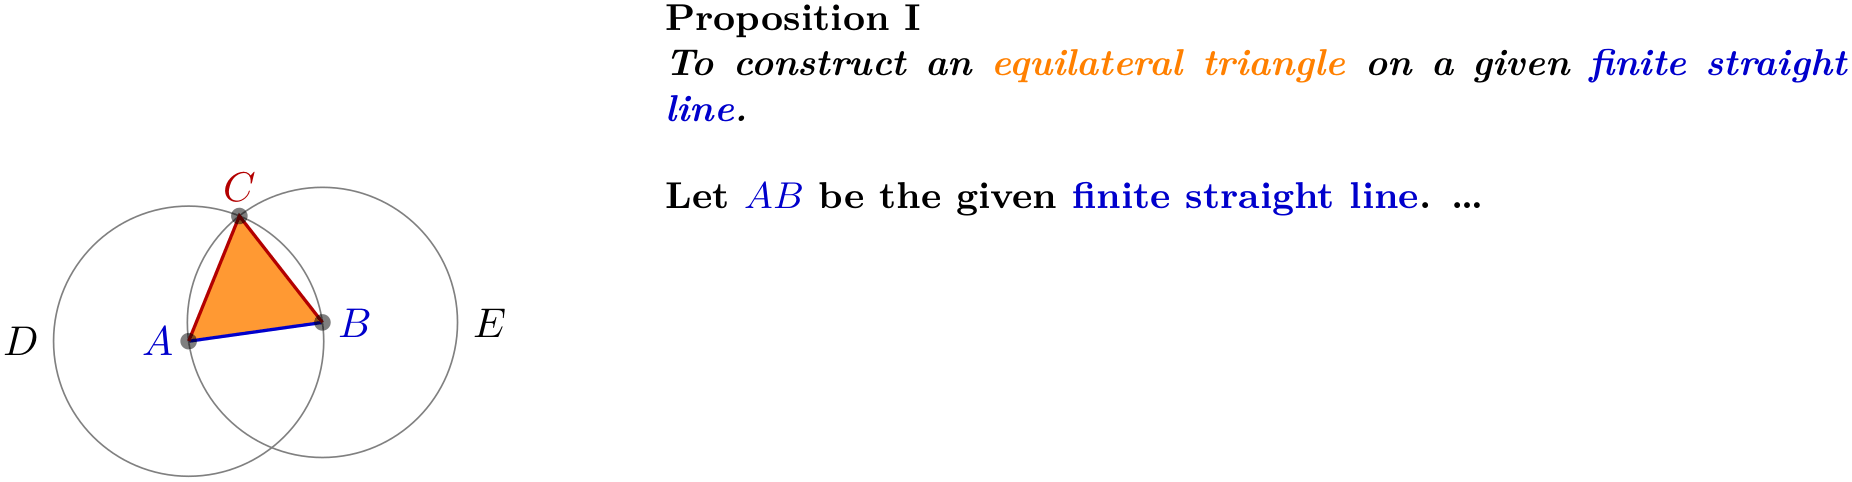 Proposition I
To construct an equilateral triangle on a given finite straight
line.
Let AB be the given finite straight line. ...
C
D
A
B
E